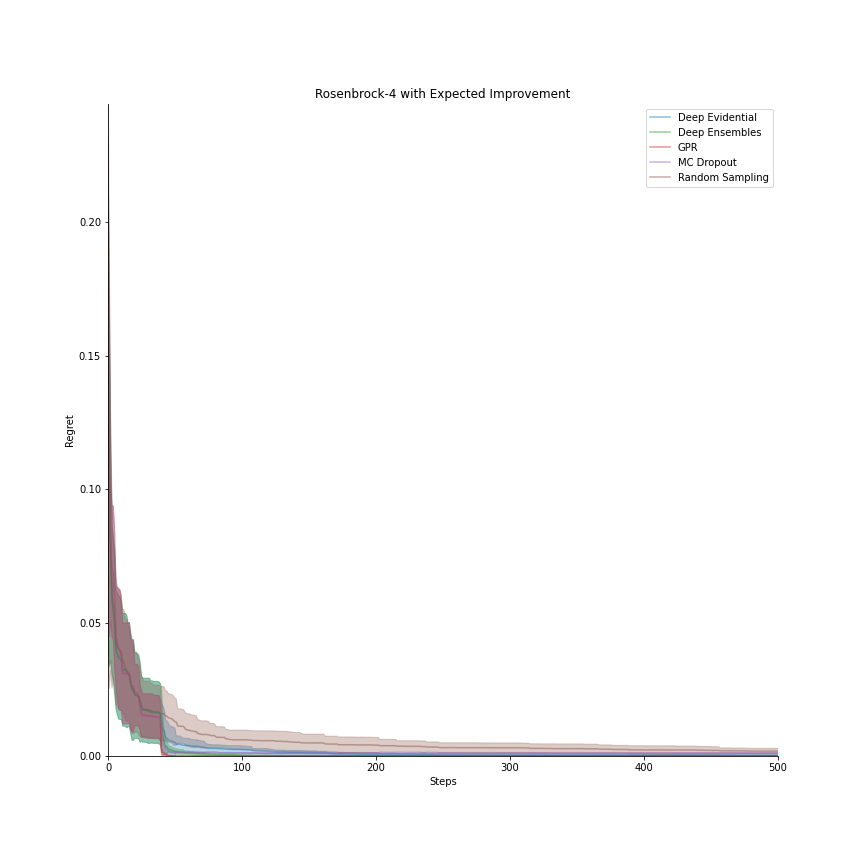 Rosenbrock-4 with Expected Improvement
Deep Evidential
Deep Ensembles
GPR
MC Dropout
Random Sampling
0.20
0.15
0.10
0.05
0.00
Regret
0 100 200 300 400 500
Steps